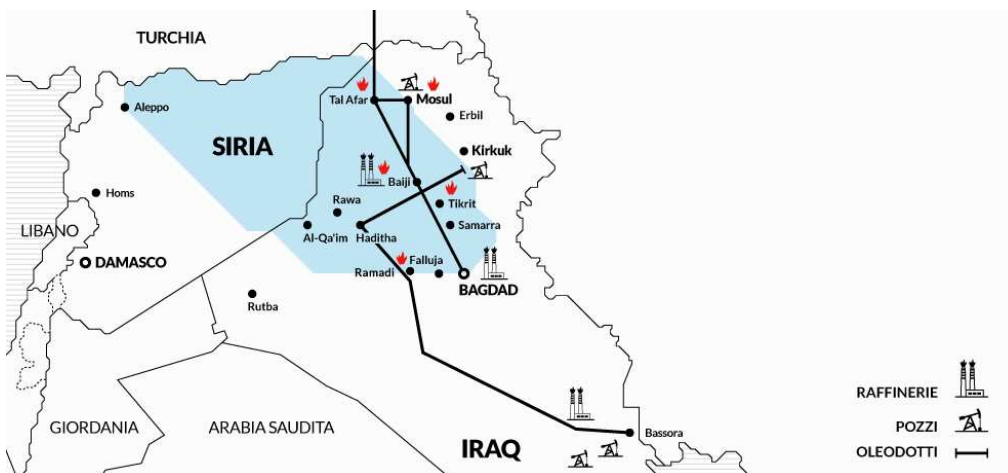 TURCHIA
Tal Afar
Mosul
Aleppo
Erbil
SIRIA
Kirkuk
Baiji
Homs
Rawa
Tikrit
LIBANO
Al-Qa'im
Haditha
Samarra
DAMASCO
Ramadi
Falluja
BAGDAD
Rutba
RAFFINERIE
GIORDANIA
ARABIA SAUDITA
IRAQ
Bassora
POZZI
OLEODOTTI